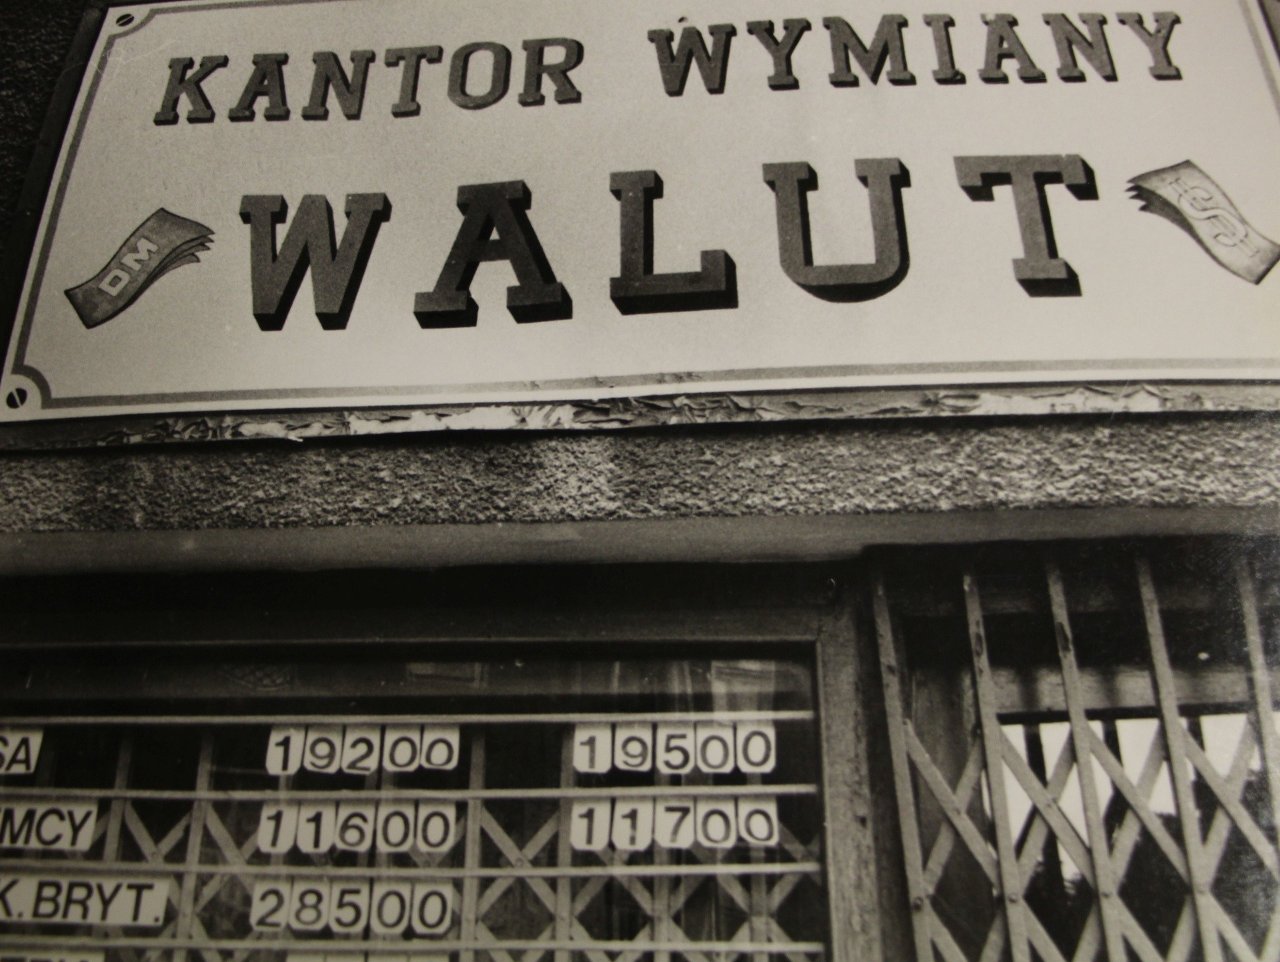 KANTOR WYMIANY
WALUT
DM
$
SA 19200 19500
MCY 11600 11700
K. BRYT. 28500